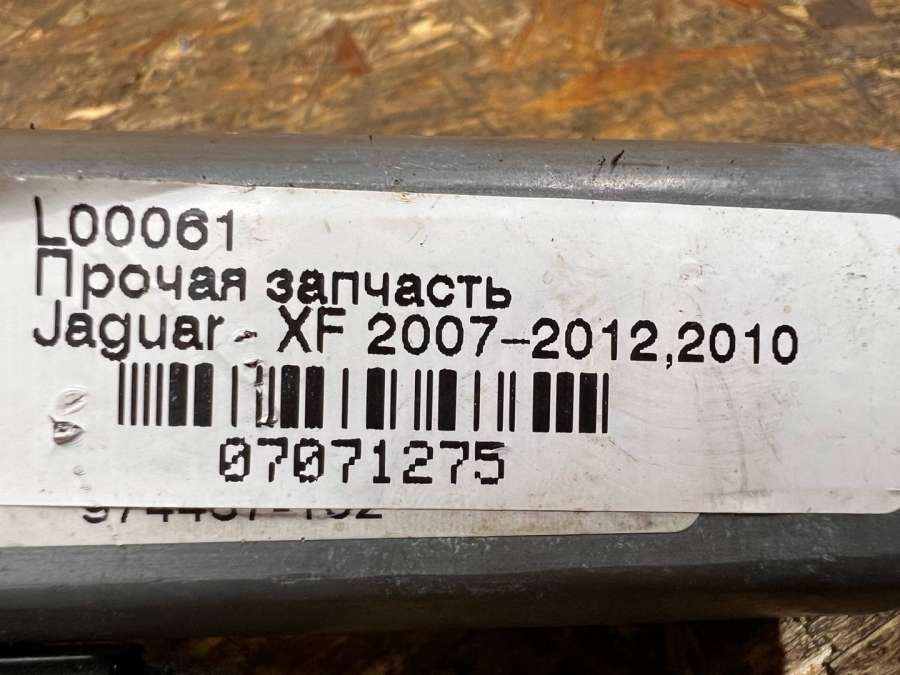 L00061
Прочая запчасть
Jaguar - XF 2007-2012,2010
07071275